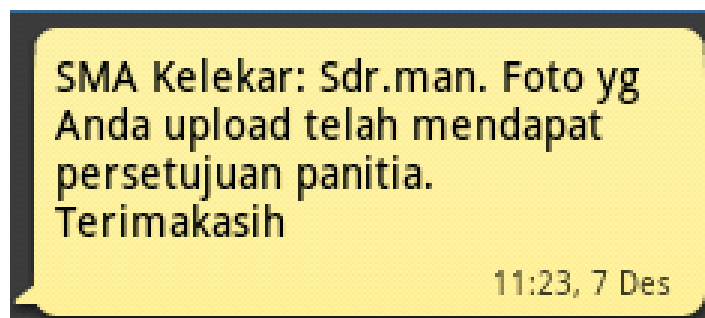 SMA Kelekar: Sdr.man. Foto yg
Anda upload telah mendapat
persetujuan panitia.
Terimakasih
11:23, 7 Des